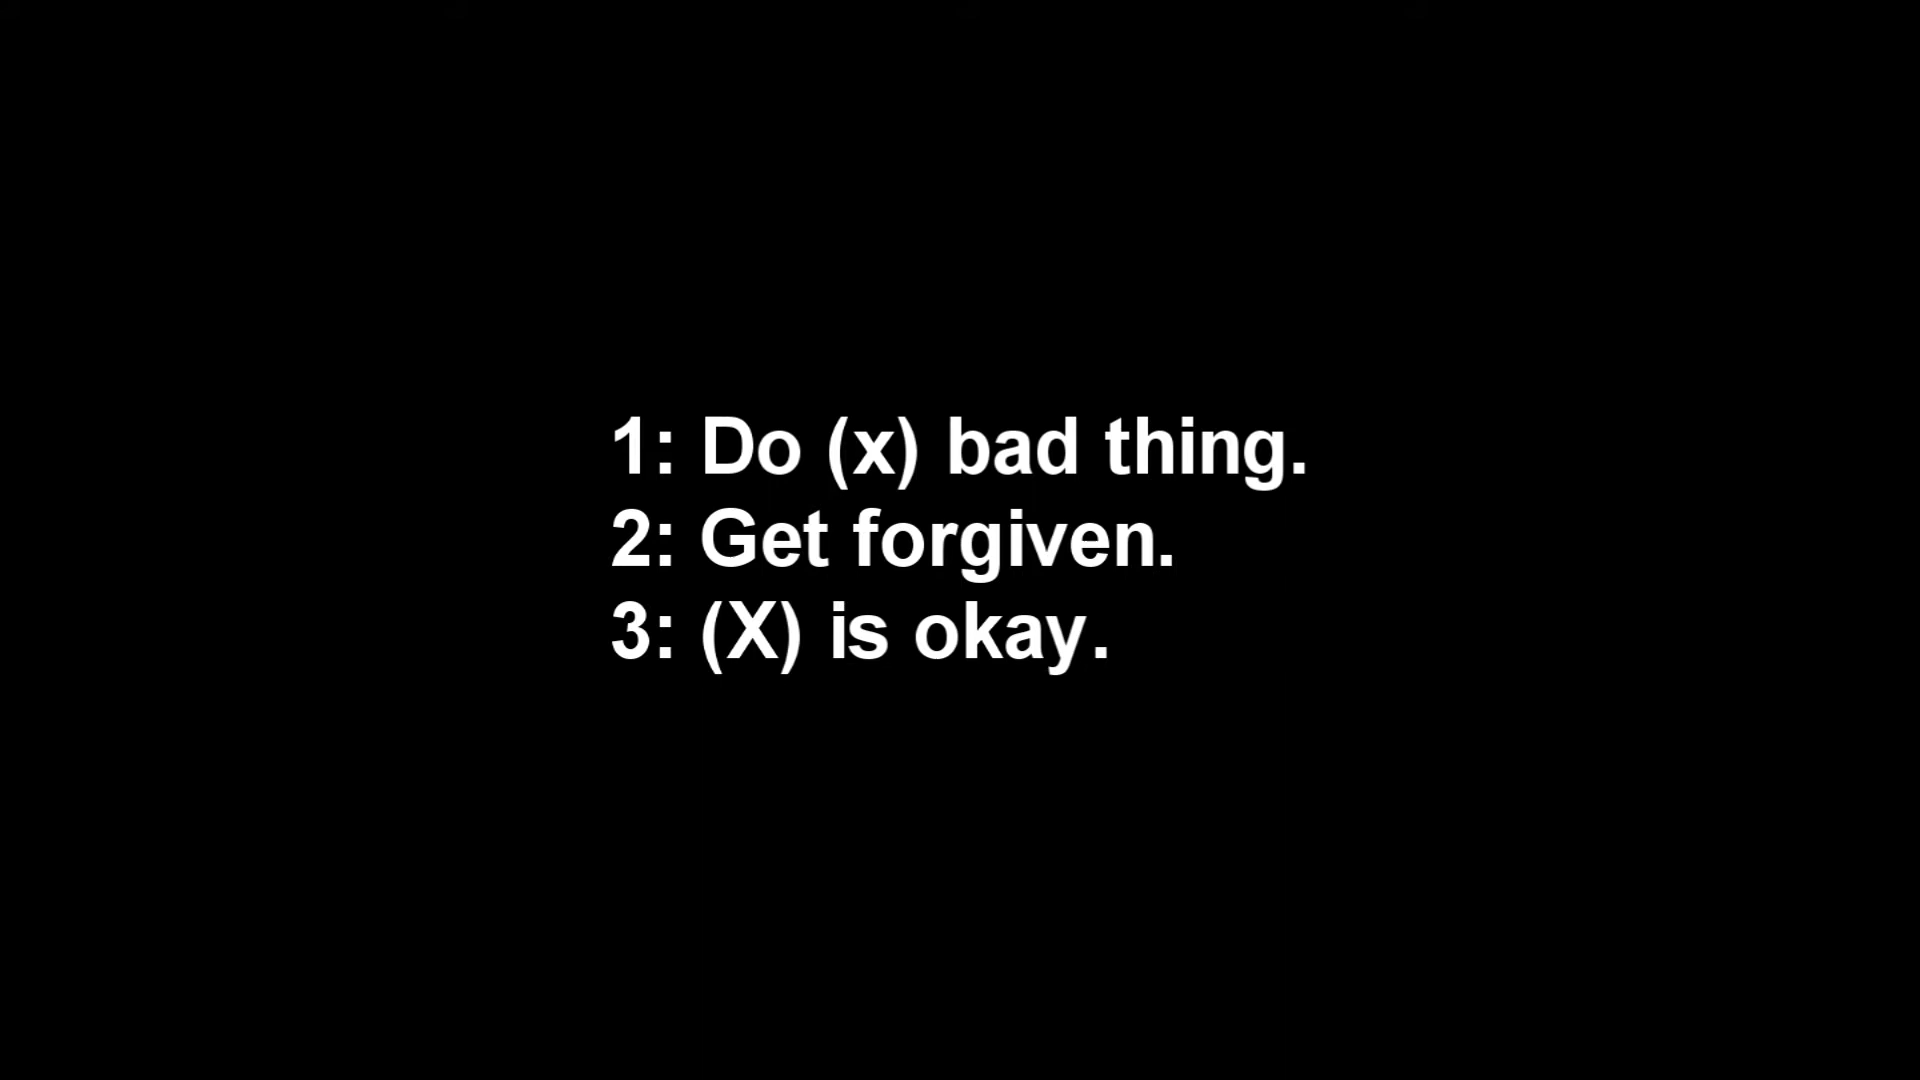 1: Do (x) bad thing.
2: Get forgiven.
3: (X) is okay.